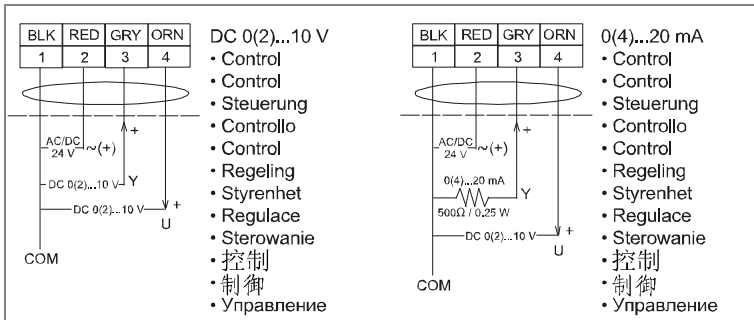 BLK RED GRY ORN
1 2 3 4
+
AC/DC
24 V ~(+)
DC 0(2)...10 V Y
DC 0(2)...10 V +
U
COM
DC 0(2)...10 V
• Control
• Control
• Steuerung
• Controllo
• Control
• Regeling
• Styrenhet
• Regulace
• Sterowanie
• 控制
• 制御
• Управление
BLK RED GRY ORN
1 2 3 4
+
AC/DC
24 V ~(+)
0(4)...20 mA
Y
500Ω / 0.25 W
DC 0(2)...10 V +
U
COM
0(4)...20 mA
• Control
• Control
• Steuerung
• Controllo
• Control
• Regeling
• Styrenhet
• Regulace
• Sterowanie
• 控制
• 制御
• Управление